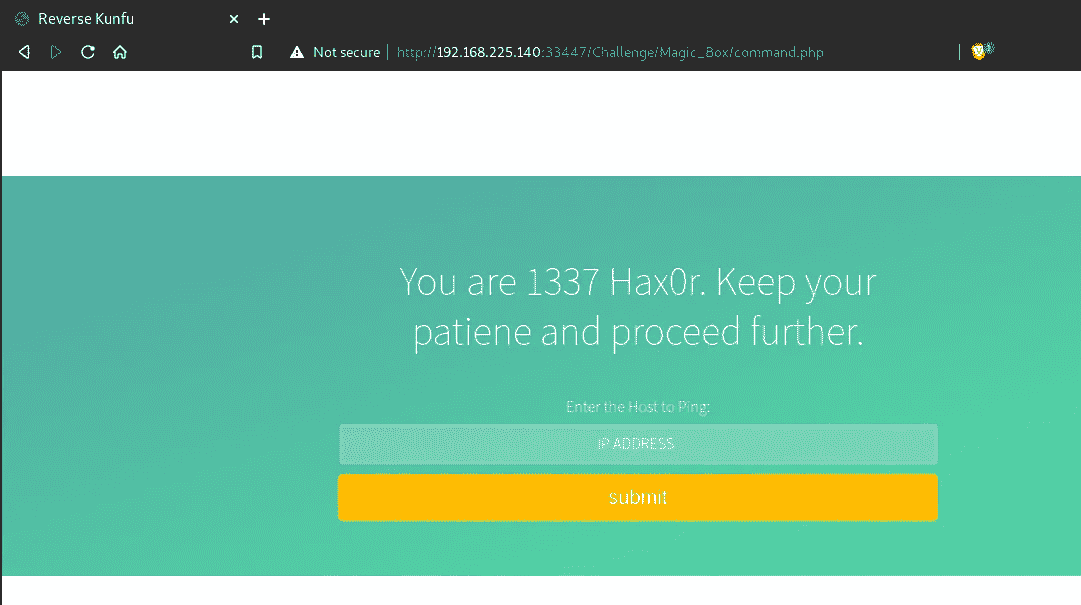 Reverse Kunfu
Not secure http://192.168.225.140:33447/Challenge/Magic_Box/command.php
You are 1337 Hax0r. Keep your
patiene and proceed further.
Enter the Host to Ping:
IP ADDRESS
submit